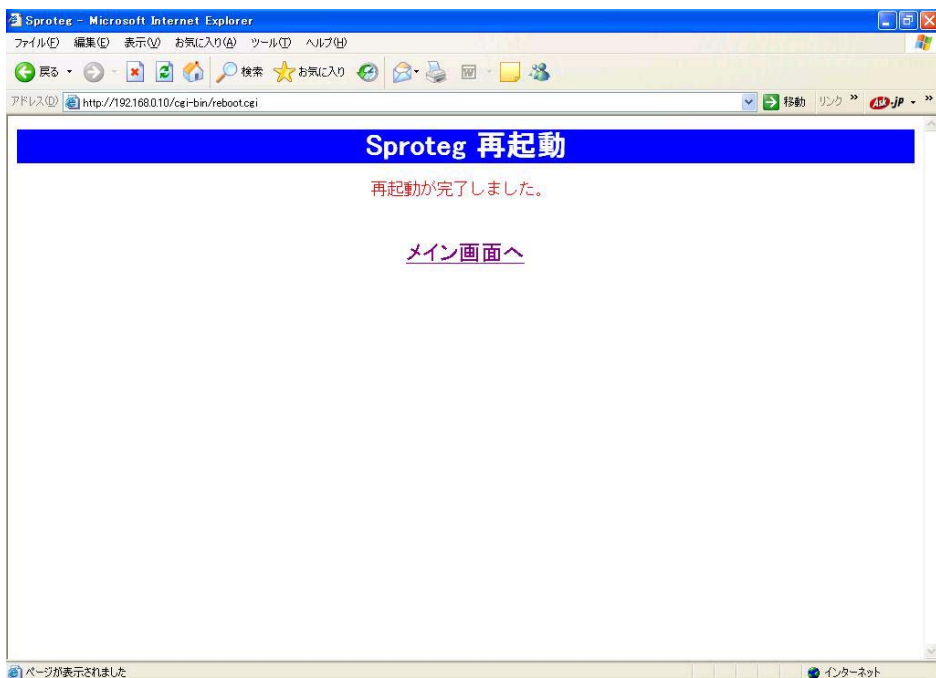 Sproteg - Microsoft Internet Explorer
ファイル(F) 編集(E) 表示(V) お気に入り(A) ツール(T) ヘルプ(H)
戻る 検索 お気に入り
アドレス(D) http://192.168.0.10/cgi-bin/reboot.cgi 移動 リンク » .jp »
Sproteg 再起動
再起動が完了しました。
メイン画面へ
ページが表示されました インターネット